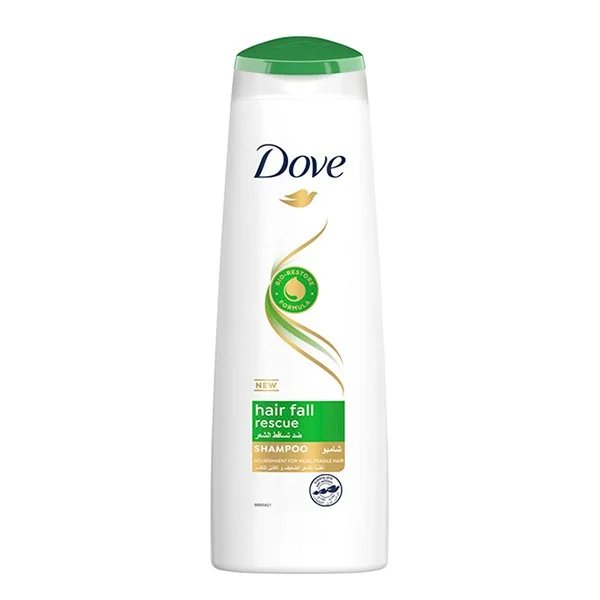 Dove
BIO-RESTORE
FORMULA
NEW
hair fall
rescue
ضد تساقط الشعر
SHAMPOO شامبو
NOURISHMENT FOR WEAK, FRAGILE HAIR